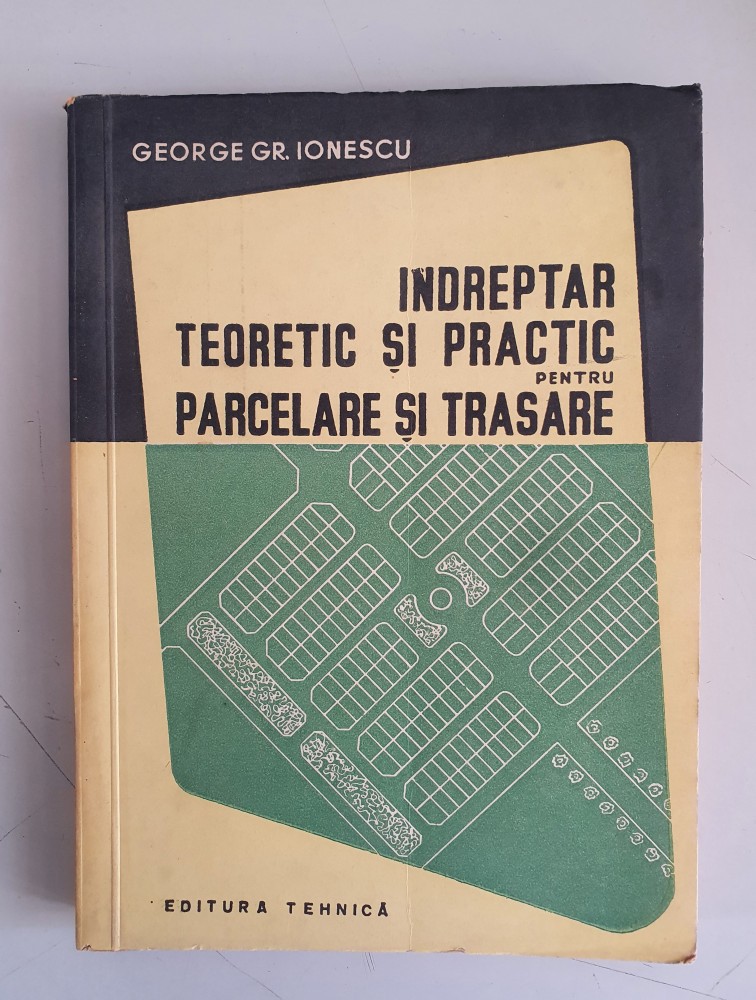 GEORGE GR. IONESCU
INDREPTAR
TEORETIC ȘI PRACTIC
PENTRU
PARCELARE ȘI TRASARE
EDITURA TEHNICĂ